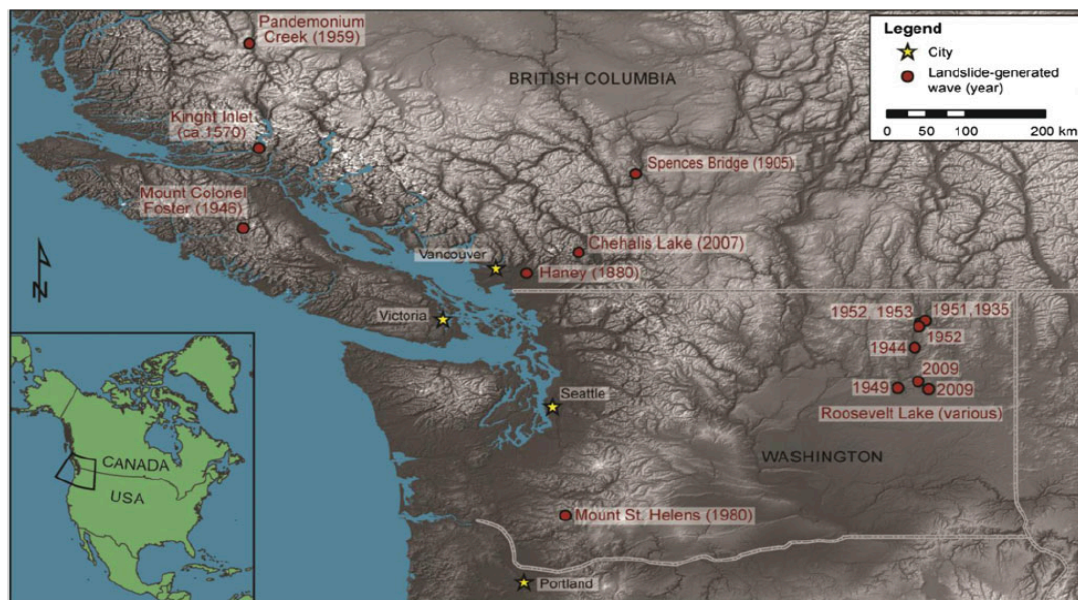 Pandemonium
Creek (1959)
Legend
City
Landslide-generated
wave (year)
0 50 100 200 km
BRITISH COLUMBIA
Kinght Inlet
(ca 1570)
Spences Bridge (1905)
Mount Colonel
Foster (1946)
Chehalis Lake (2007)
Vancouver
Haney (1880)
N
Victoria
1952, 1953
1951,1935
1952
1944
2009
1949
2009
Seattle
Roosevelt Lake (various)
WASHINGTON
CANADA
USA
Mount St. Helens (1980)
Portland